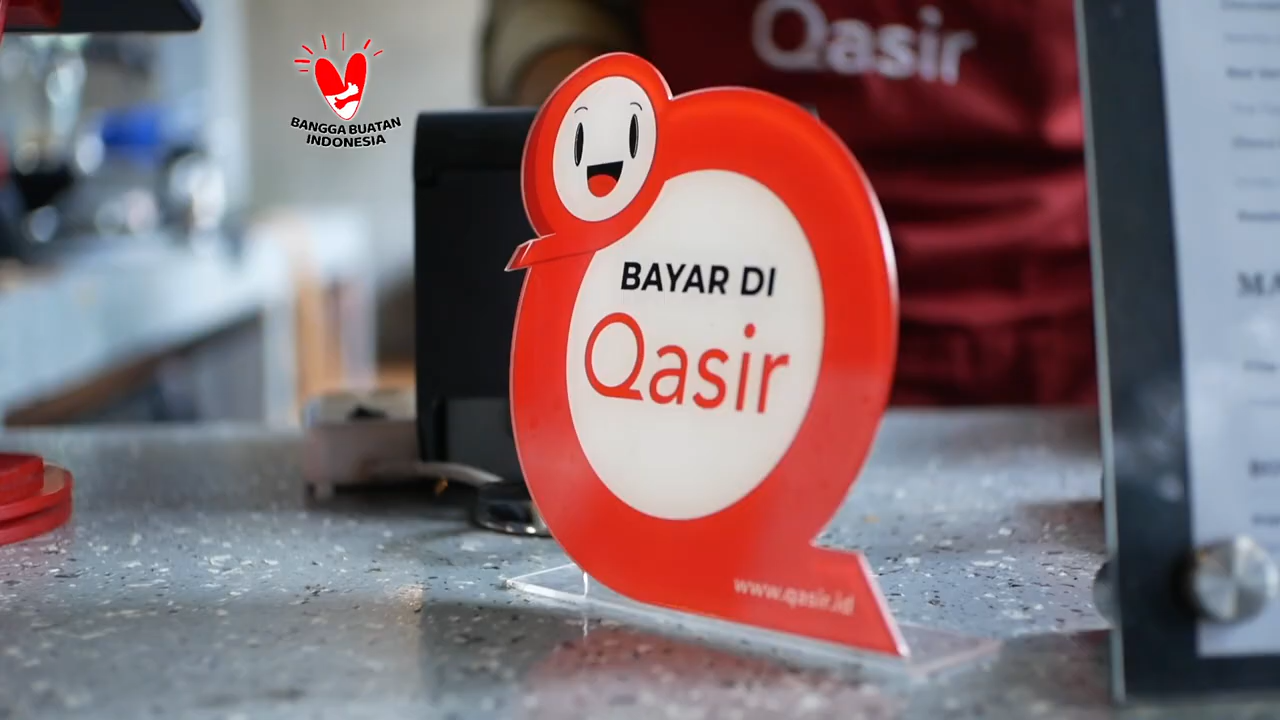 Qasir
BANGGA BUATAN
INDONESIA
BAYAR DI
Qasir
www.qasir.id